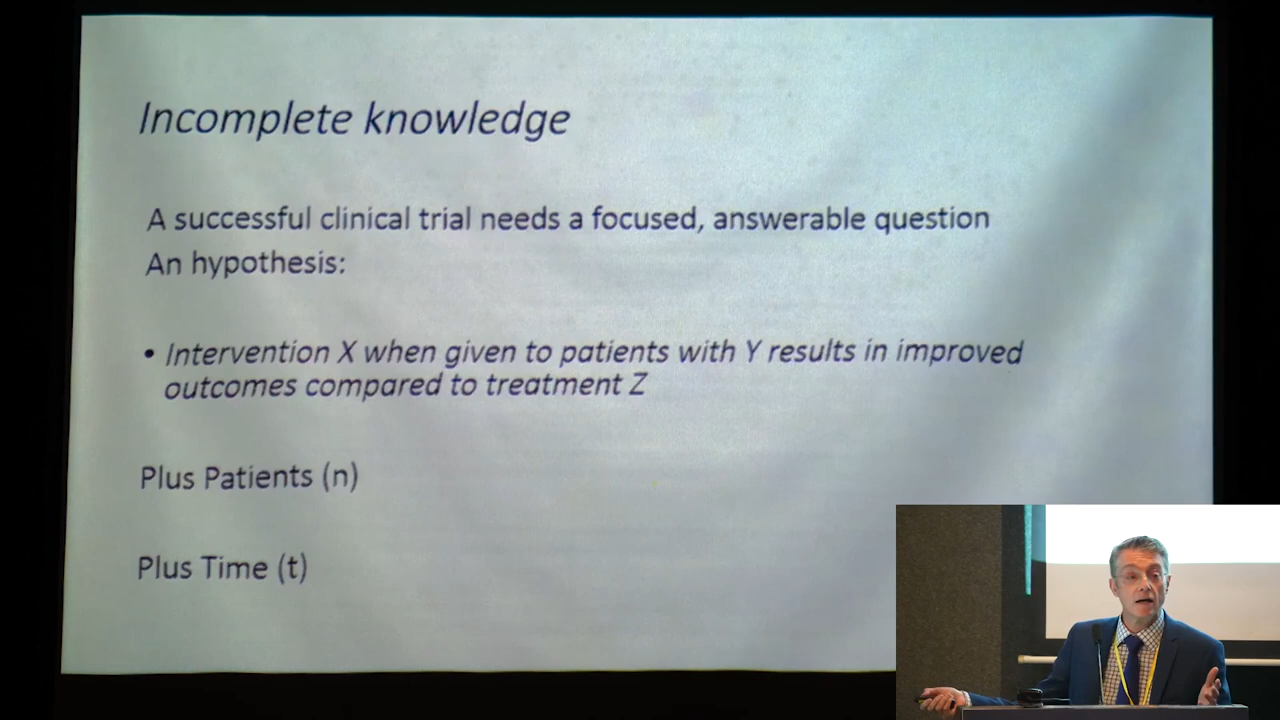 Incomplete knowledge
A successful clinical trial needs a focused, answerable question
An hypothesis:
• Intervention X when given to patients with Y results in improved
outcomes compared to treatment Z
Plus Patients (n)
Plus Time (t)